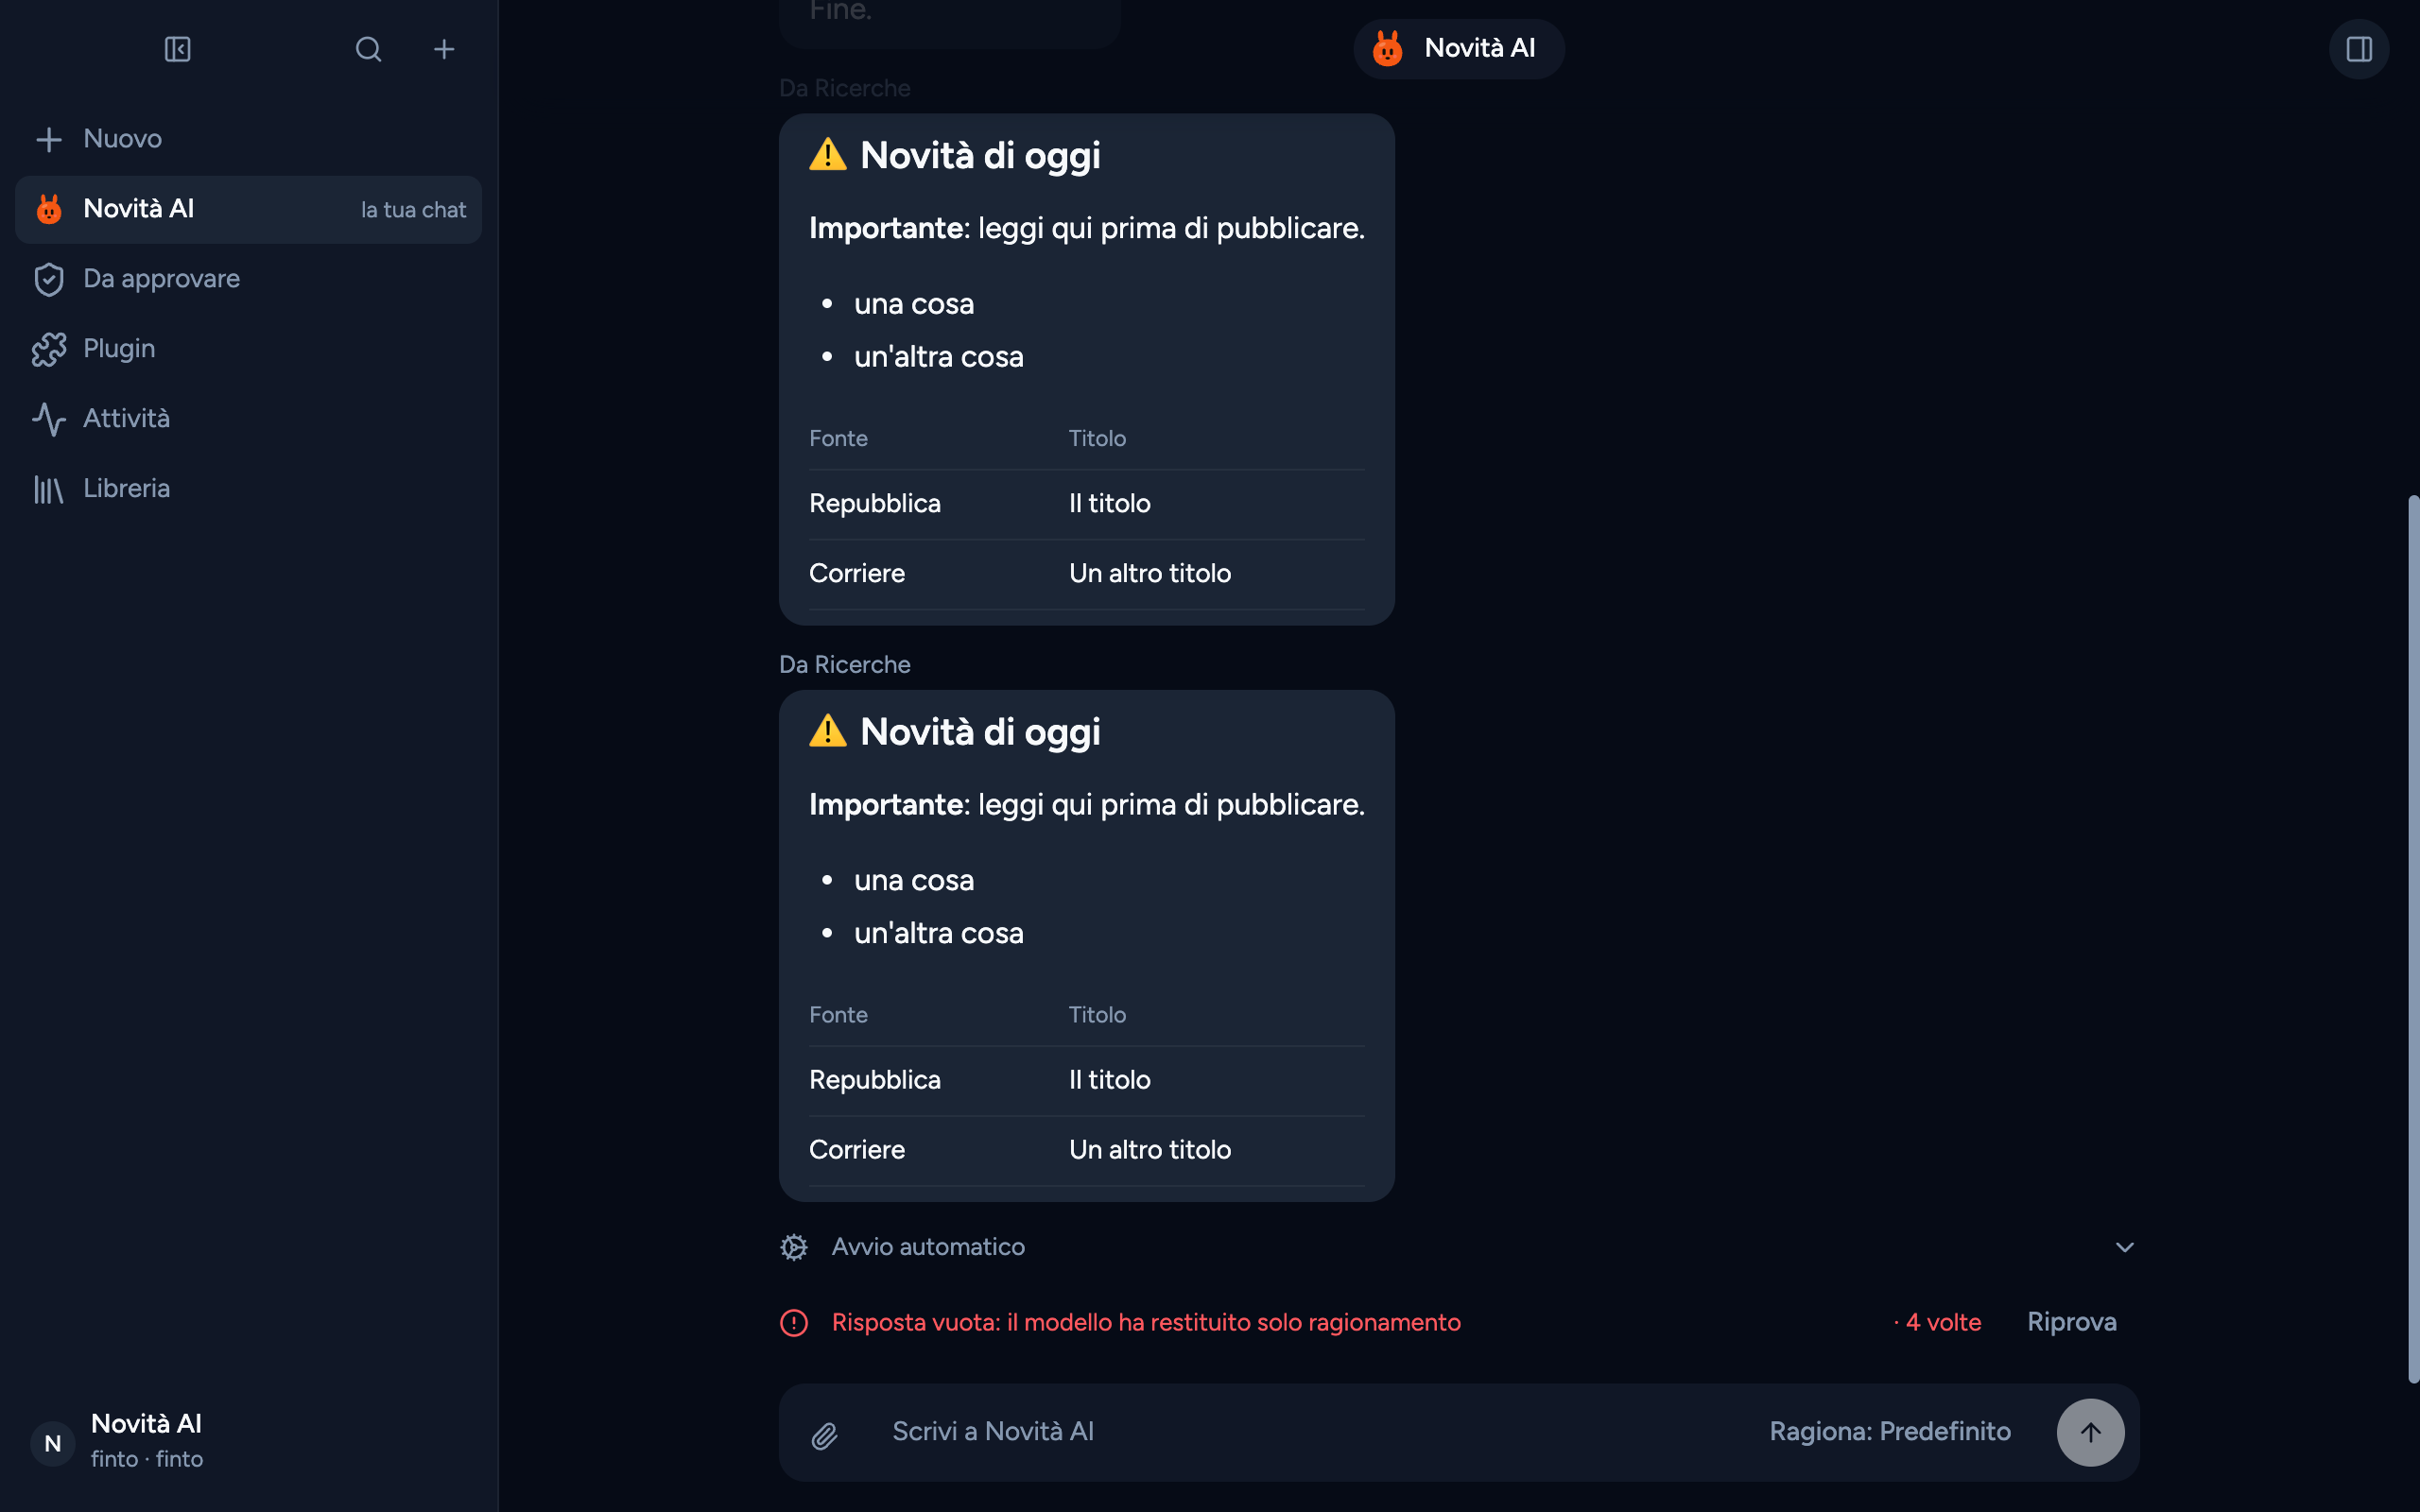 Nuovo
Novità AI
la tua chat
Da approvare
Plugin
Attività
Libreria
Novità AI
finto · finto
Novità AI
Fine.
Da Ricerche
⚠️ Novità di oggi
Importante: leggi qui prima di pubblicare.
• una cosa
• un'altra cosa
Fonte Titolo
Repubblica Il titolo
Corriere Un altro titolo
Da Ricerche
⚠️ Novità di oggi
Importante: leggi qui prima di pubblicare.
• una cosa
• un'altra cosa
Fonte Titolo
Repubblica Il titolo
Corriere Un altro titolo
Avvio automatico
Risposta vuota: il modello ha restituito solo ragionamento · 4 volte Riprova
Scrivi a Novità AI Ragiona: Predefinito
N